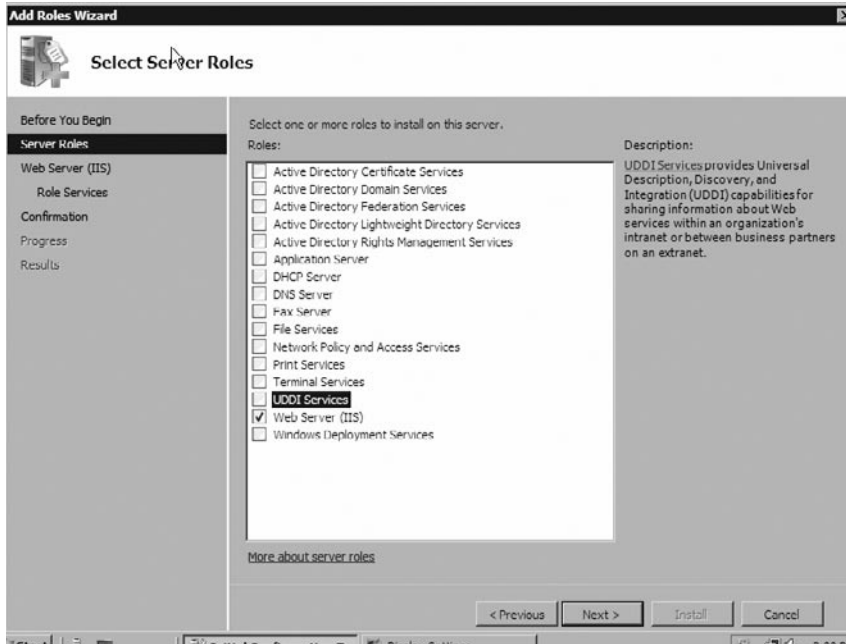 Add Roles Wizard
Select Server Roles
Before You Begin
Server Roles
Web Server (IIS)
Role Services
Confirmation
Progress
Results
Select one or more roles to install on this server.
Roles:
Active Directory Certificate Services
Active Directory Domain Services
Active Directory Federation Services
Active Directory Lightweight Directory Services
Active Directory Rights Management Services
Application Server
DHCP Server
DNS Server
Fax Server
File Services
Network Policy and Access Services
Print Services
Terminal Services
UDDI Services
Web Server (IIS)
Windows Deployment Services
More about server roles
Description:
UDDI Services provides Universal
Description, Discovery, and
Integration (UDDI) capabilities for
sharing information about Web
services within an organization's
intranet or between business partners
on an extranet.
< Previous
Next >
Install
Cancel